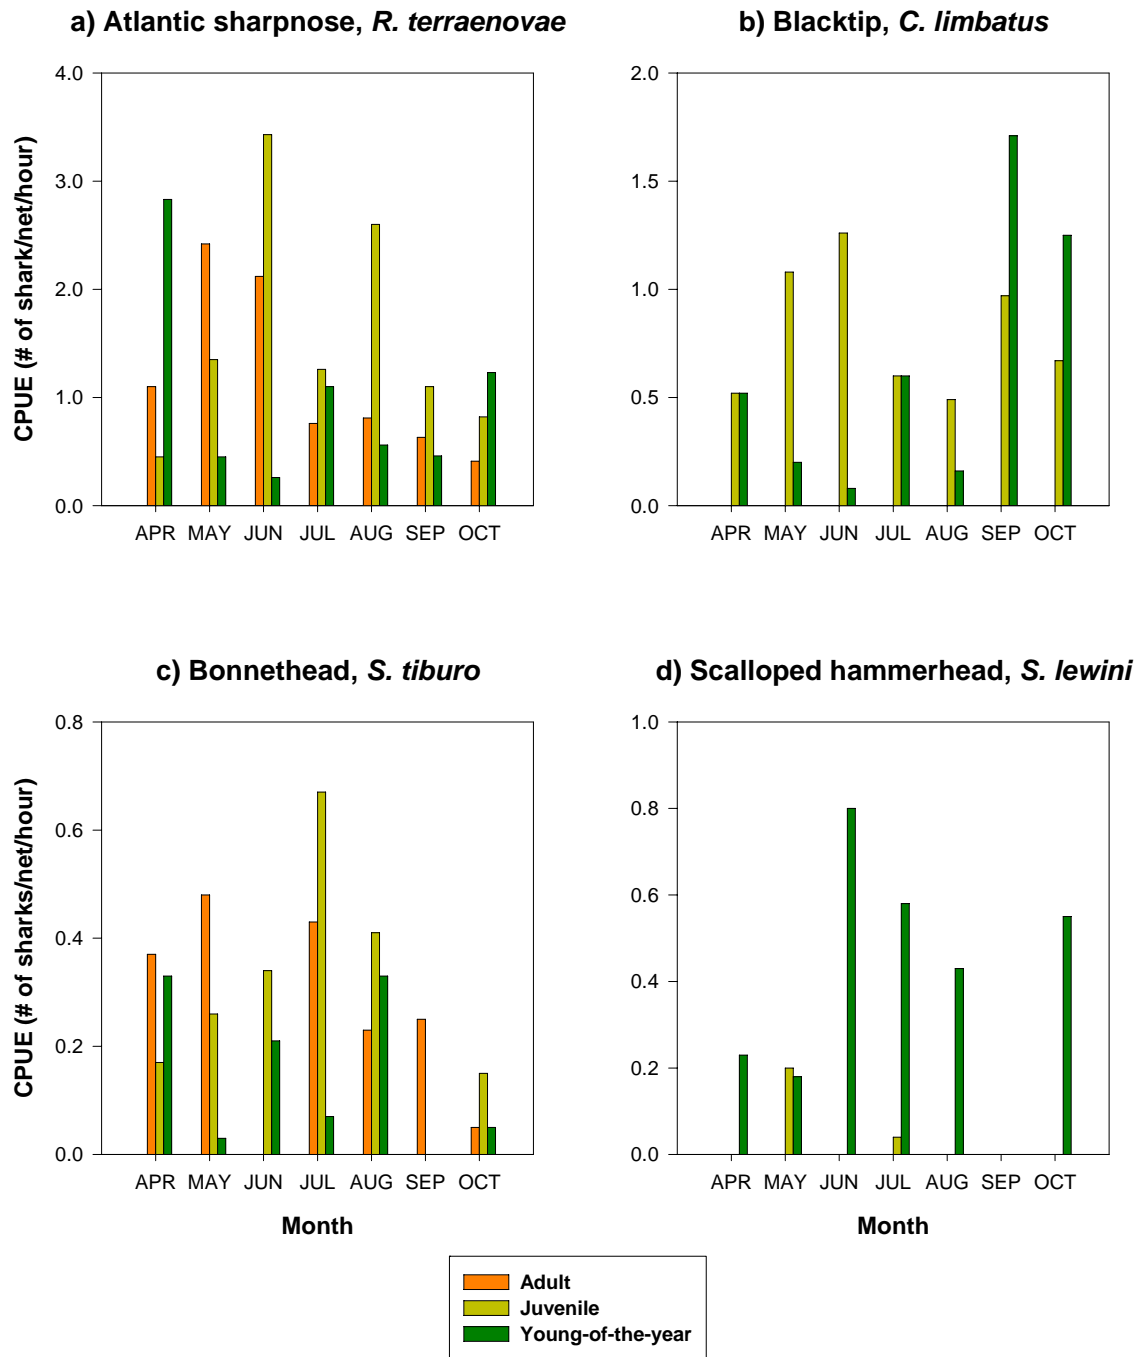 a) Atlantic sharpnose, R. terraenovae
CPUE (# of shark/net/hour)
4.0
3.0
2.0
1.0
0.0
APR MAY JUN JUL AUG SEP OCT
b) Blacktip, C. limbatus
2.0
1.5
1.0
0.5
0.0
APR MAY JUN JUL AUG SEP OCT
c) Bonnethead, S. tiburo
CPUE (# of sharks/net/hour)
0.8
0.6
0.4
0.2
0.0
APR MAY JUN JUL AUG SEP OCT
Month
d) Scalloped hammerhead, S. lewini
1.0
0.8
0.6
0.4
0.2
0.0
APR MAY JUN JUL AUG SEP OCT
Month
Adult
Juvenile
Young-of-the-year